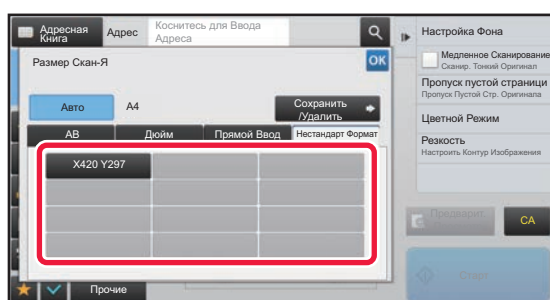 Адресная
Книга
Адрес
Коснитесь для Ввода
Адреса
Размер Скан-Я
OK
Авто
A4
Сохранить
/Удалить
AB
Дюйм
Прямой Ввод
Нестандарт Формат
X420 Y297
Прочие
Настройка Фона
Медленное Сканирование
Сканир. Тонкий Оригинал
Пропуск пустой страници
Пропуск Пустой Стр. Оригинала
Цветной Режим
Резкость
Настроить Контур Изображения
Предварит
CA
Старт